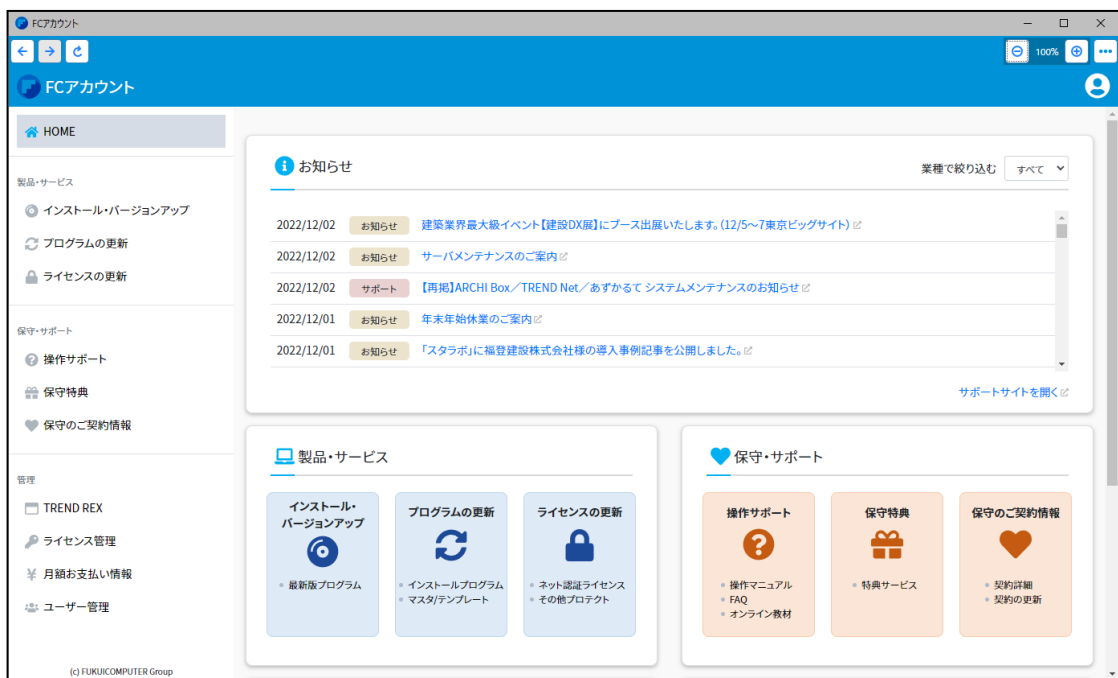 FCアカウント
100%
FCアカウント
HOME
製品・サービス
インストール・バージョンアップ
プログラムの更新
ライセンスの更新
保守・サポート
操作サポート
保守特典
保守のご契約情報
管理
TREND REX
ライセンス管理
月額お支払い情報
ユーザー管理
(c) FUKUICOMPUTER Group
お知らせ
業種で絞り込む すべて
2022/12/02 お知らせ 建築業界最大級イベント【建設DX展】にブース出展いたします。(12/5～7東京ビッグサイト)
2022/12/02 お知らせ サーバメンテナンスのご案内
2022/12/02 サポート 【再掲】ARCHI Box／TREND Net／あずかるて システムメンテナンスのお知らせ
2022/12/01 お知らせ 年末年始休業のご案内
2022/12/01 お知らせ 「スタラボ」に福登建設株式会社様の導入事例記事を公開しました。
サポートサイトを開く
製品・サービス
インストール・
バージョンアップ
最新版プログラム
プログラムの更新
インストールプログラム
マスタ/テンプレート
ライセンスの更新
ネット認証ライセンス
その他プロテクト
保守・サポート
操作サポート
操作マニュアル
FAQ
オンライン教材
保守特典
特典サービス
保守のご契約情報
契約詳細
契約の更新